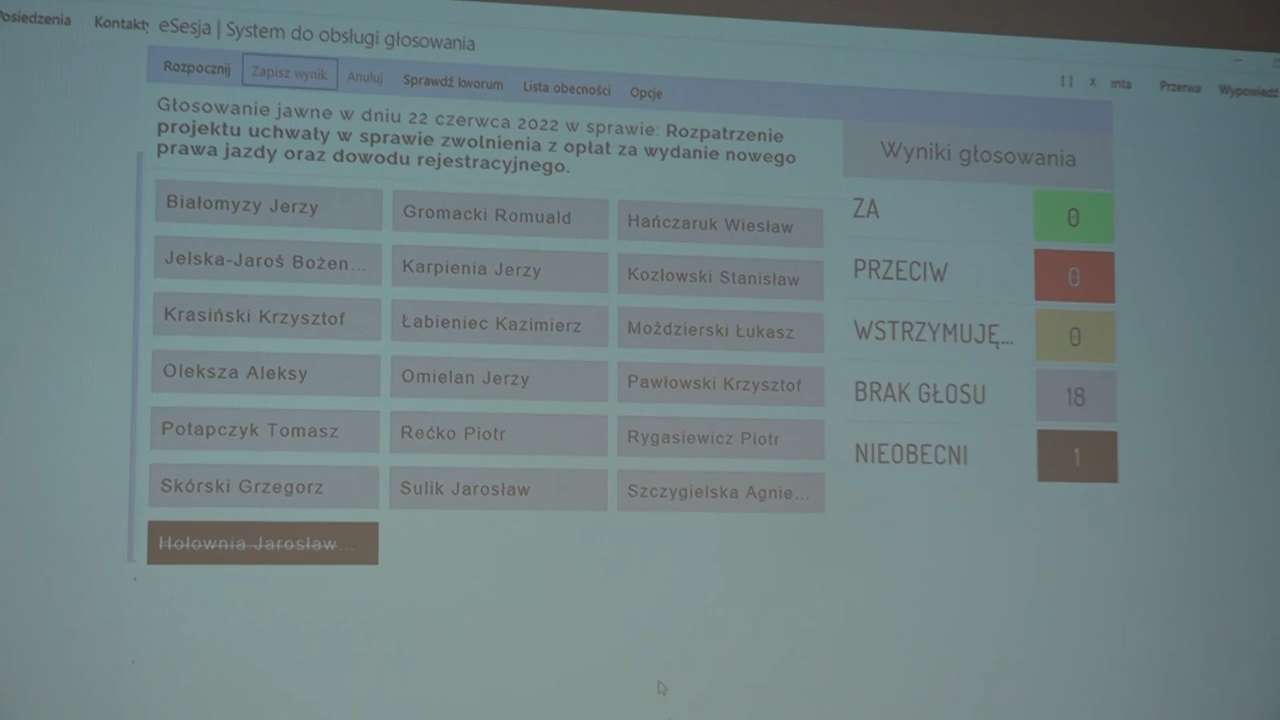 Posiedzenia Kontakty eSesja | System do obsługi głosowania
Rozpocznij Zapisz wynik Anuluj Sprawdź kworum Lista obecności Opcje [ ] x Przerwa
Głosowanie jawne w dniu 22 czerwca 2022 w sprawie: Rozpatrzenie
projektu uchwały w sprawie zwolnienia z opłat za wydanie nowego
prawa jazdy oraz dowodu rejestracyjnego.
Wyniki głosowania
Białomyzy Jerzy Gromacki Romuald Hańczaruk Wiesław
Jelska-Jaroś Bożen... Karpienia Jerzy Kozłowski Stanisław
Krasiński Krzysztof Łabieniec Kazimierz Moździerski Łukasz
Oleksza Aleksy Omielan Jerzy Pawłowski Krzysztof
Potapczyk Tomasz Rećko Piotr Rygasiewicz Piotr
Skórski Grzegorz Sulik Jarosław Szczygielska Agnie...
Hołownia Jarosław...
ZA 0
PRZECIW 0
WSTRZYMUJĘ... 0
BRAK GŁOSU 18
NIEOBECNI 1